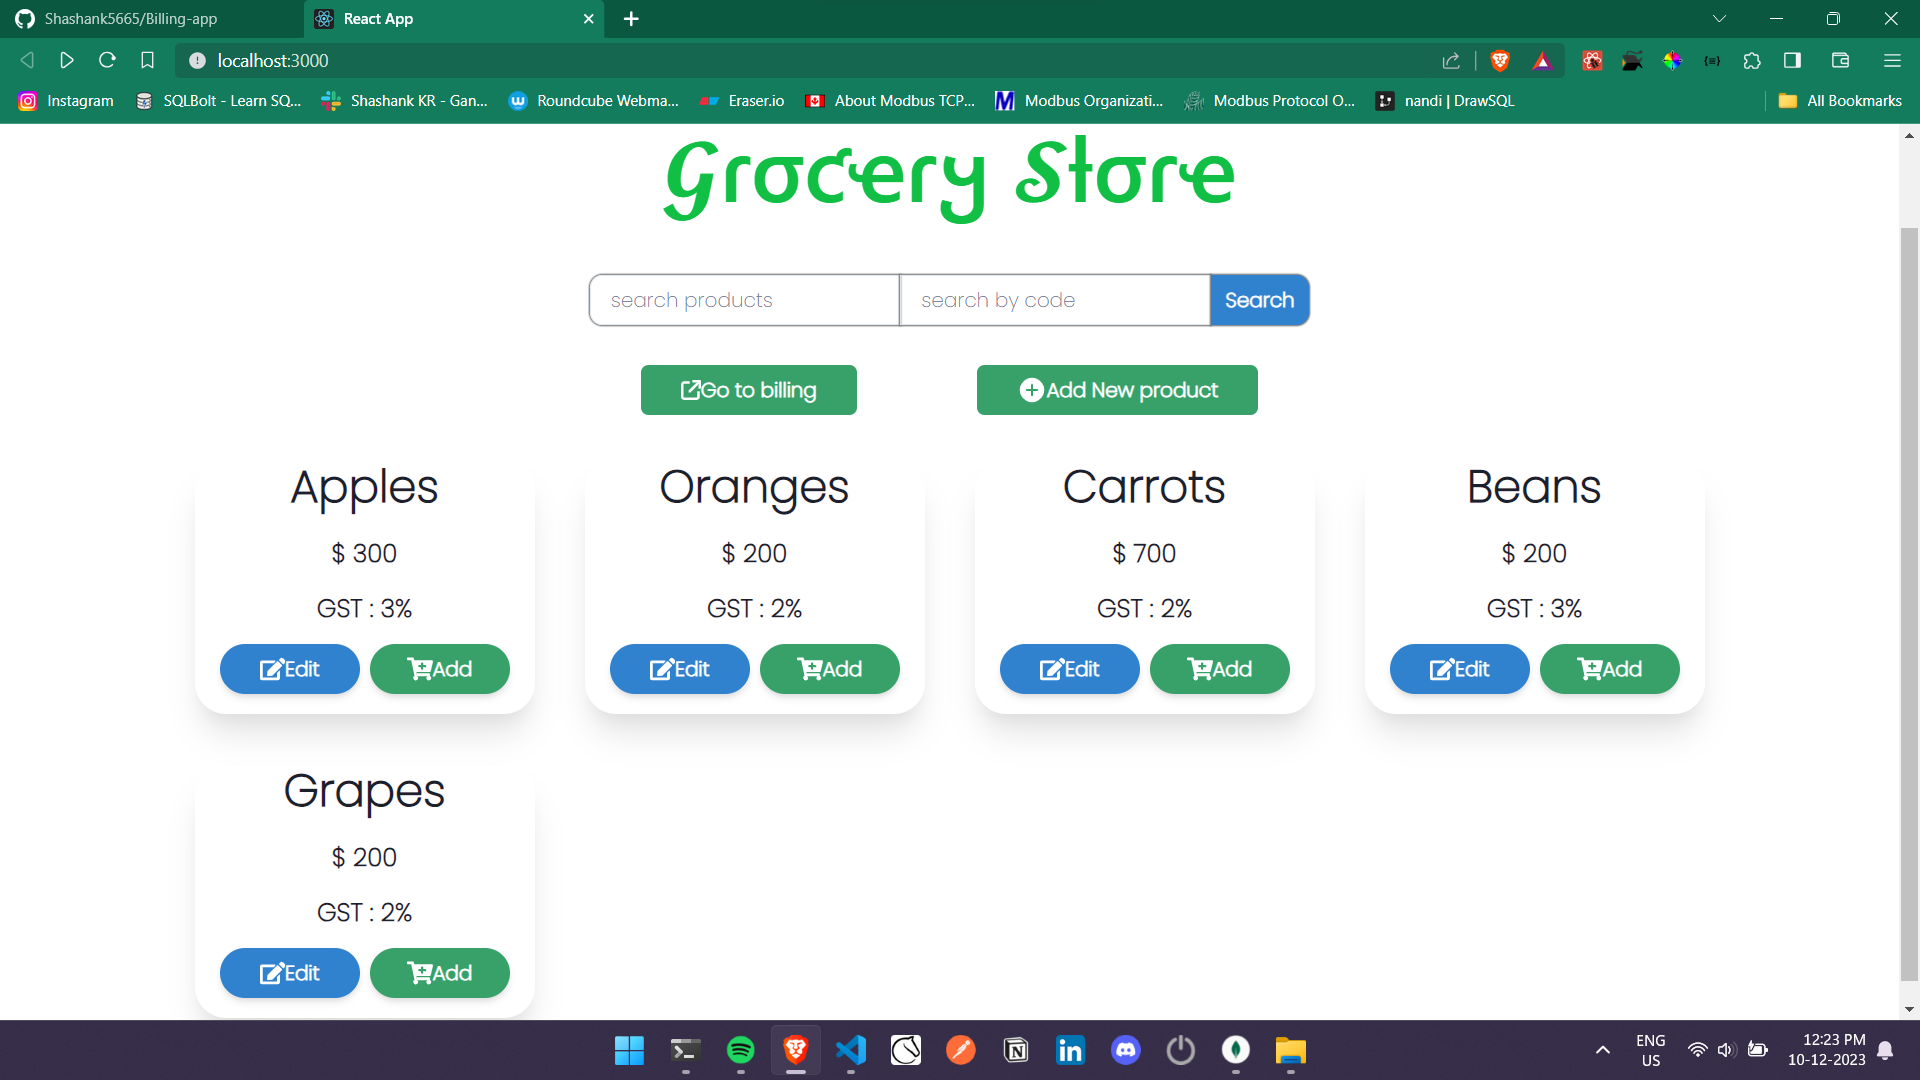 Shashank5665/Billing-app
React App
localhost:3000
Instagram
SQLBolt - Learn SQ...
Shashank KR - Gan...
Roundcube Webma...
Eraser.io
About Modbus TCP...
Modbus Organizati...
Modbus Protocol O...
nandi | DrawSQL
All Bookmarks
Grocery Store
search products
search by code
Search
Go to billing
Add New product
Apples
$ 300
GST : 3%
Edit
Add
Oranges
$ 200
GST : 2%
Edit
Add
Carrots
$ 700
GST : 2%
Edit
Add
Beans
$ 200
GST : 3%
Edit
Add
Grapes
$ 200
GST : 2%
Edit
Add
ENG
US
12:23 PM
10-12-2023